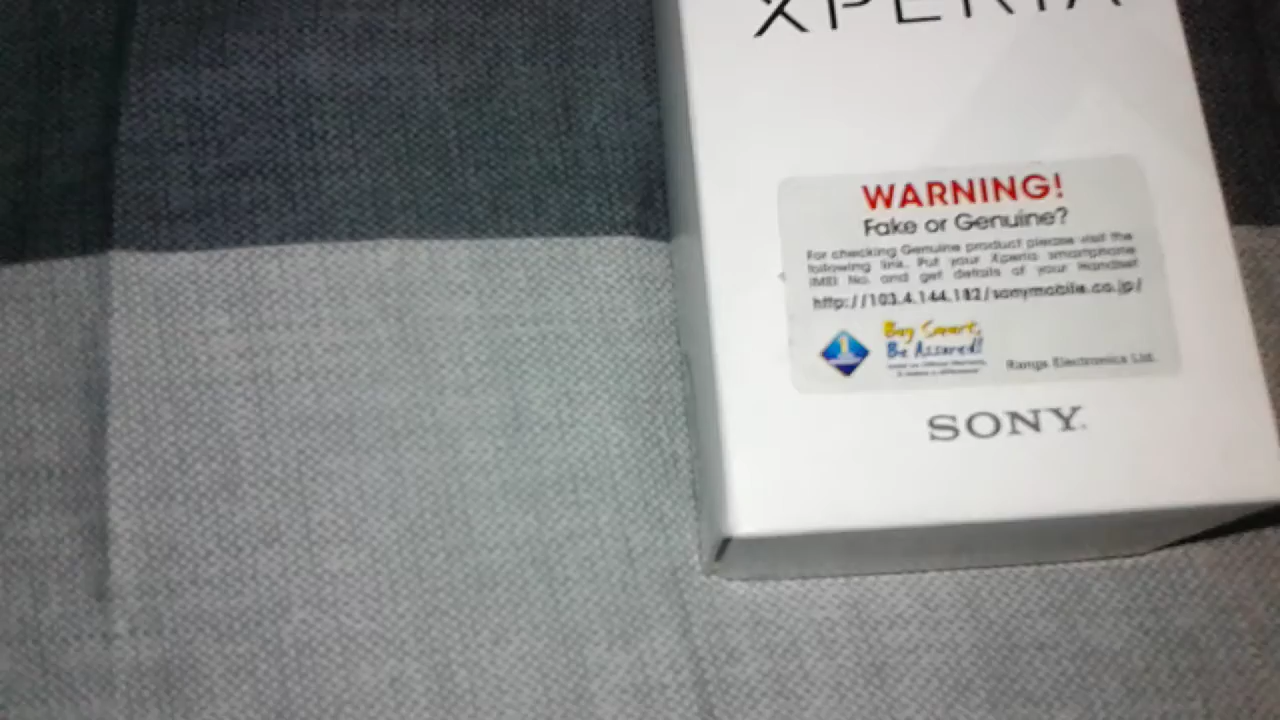 XPERIA
WARNING!
Fake or Genuine?
For checking Genuine product please visit the
following link. Put your Xperia smartphone
IMEI No. and get details of your Handset
http://103.4.144.182/sonymobile.co.jp/
1
Buy Smart,
Be Assured!
Rangs Electronics Ltd.
SONY